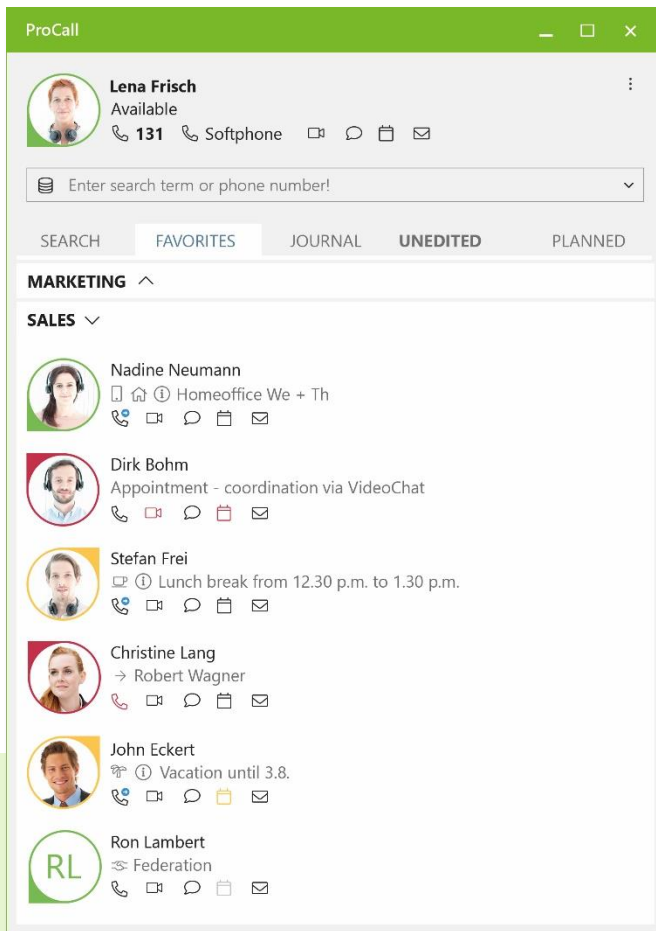 ProCall
Lena Frisch
Available
131 Softphone
Enter search term or phone number!
SEARCH FAVORITES JOURNAL UNEDITED PLANNED
MARKETING
SALES
Nadine Neumann
Homeoffice We + Th
Dirk Bohm
Appointment - coordination via VideoChat
Stefan Frei
Lunch break from 12.30 p.m. to 1.30 p.m.
Christine Lang
→ Robert Wagner
John Eckert
Vacation until 3.8.
RL
Ron Lambert
Federation